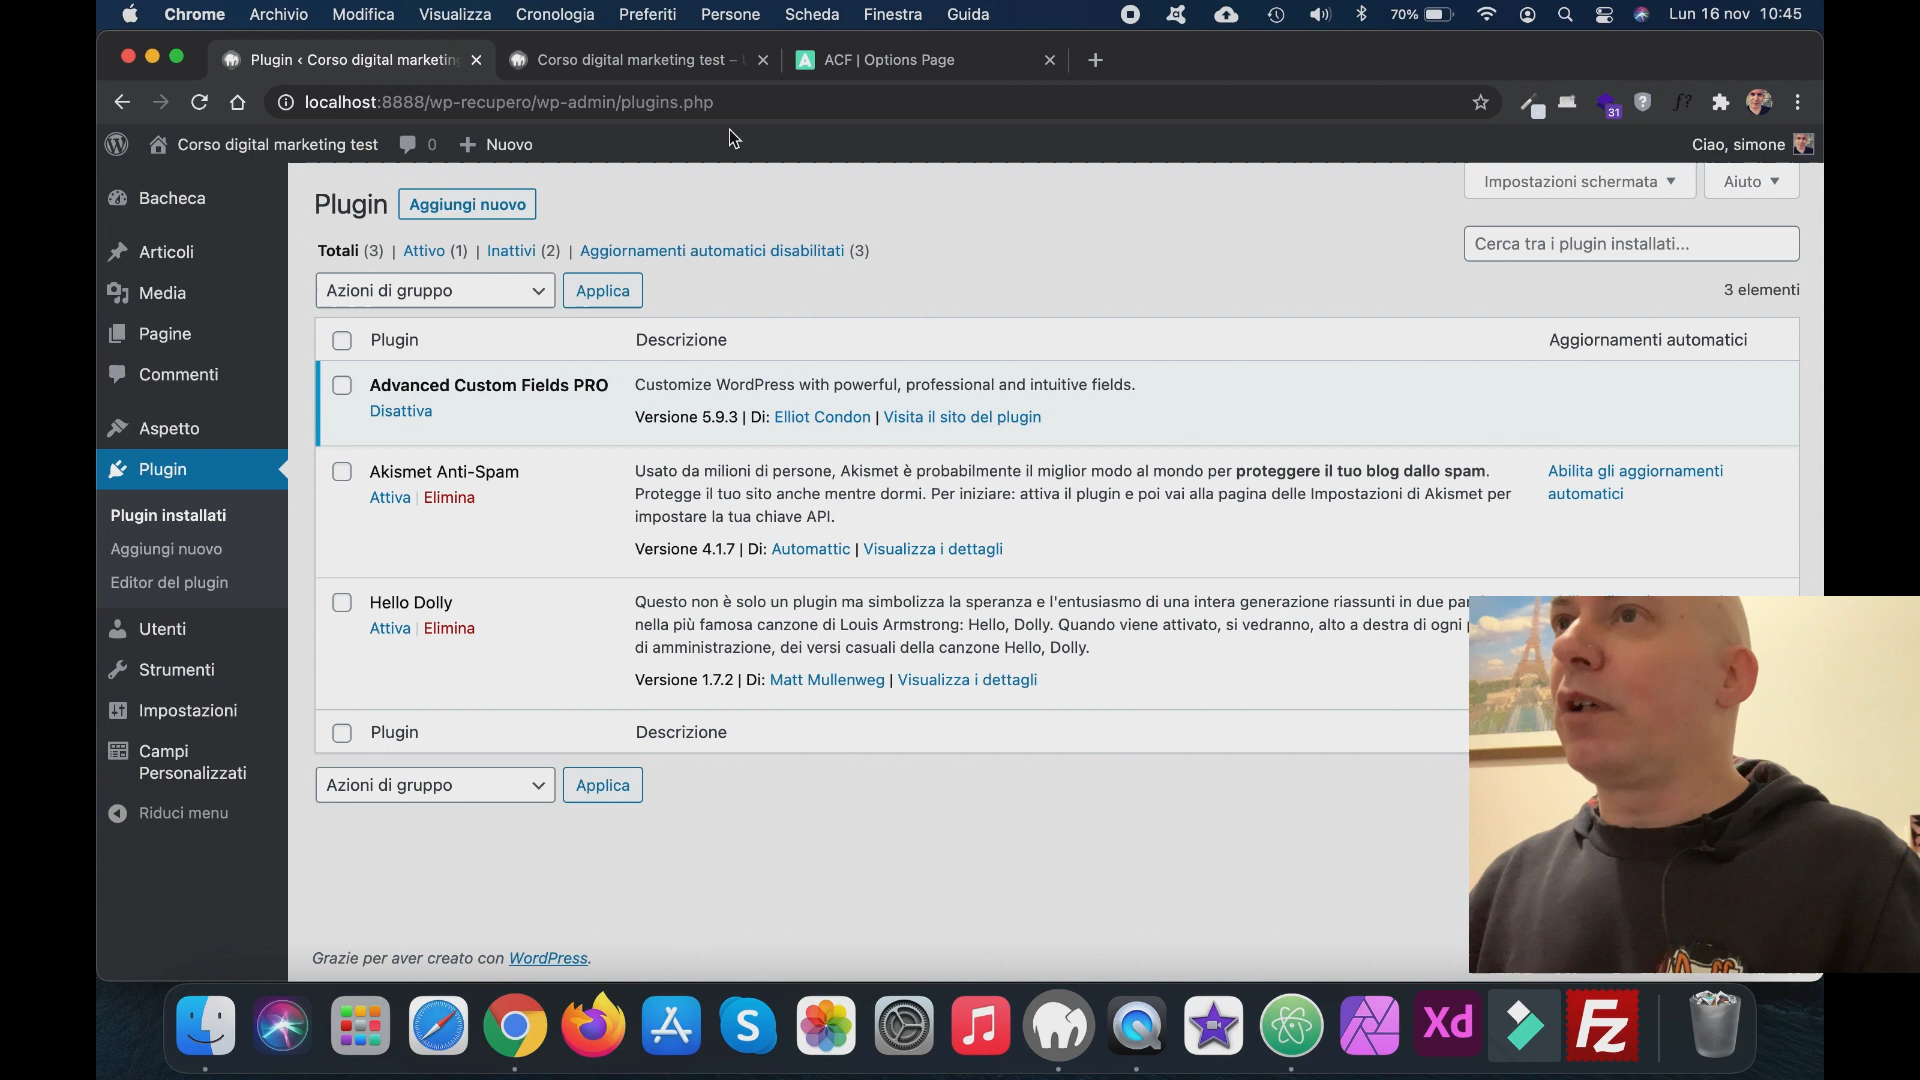 Chrome Archivio Modifica Visualizza Cronologia Preferiti Persone Scheda Finestra Guida 70% Lun 16 nov 10:45
Plugin ‹ Corso digital marketing Corso digital marketing test – ACF | Options Page
localhost:8888/wp-recupero/wp-admin/plugins.php f? 31
Corso digital marketing test 0 Nuovo Ciao, simone
Bacheca
Articoli
Media
Pagine
Commenti
Aspetto
Plugin
Plugin installati
Aggiungi nuovo
Editor del plugin
Utenti
Strumenti
Impostazioni
Campi
Personalizzati
Riduci menu
Impostazioni schermata Aiuto
Plugin Aggiungi nuovo
Totali (3) | Attivo (1) | Inattivi (2) | Aggiornamenti automatici disabilitati (3)
Cerca tra i plugin installati...
Azioni di gruppo Applica
3 elementi
Plugin Descrizione Aggiornamenti automatici
Advanced Custom Fields PRO
Disattiva
Customize WordPress with powerful, professional and intuitive fields.
Versione 5.9.3 | Di: Elliot Condon | Visita il sito del plugin
Akismet Anti-Spam
Attiva | Elimina
Usato da milioni di persone, Akismet è probabilmente il miglior modo al mondo per proteggere il tuo blog dallo spam.
Protegge il tuo sito anche mentre dormi. Per iniziare: attiva il plugin e poi vai alla pagina delle Impostazioni di Akismet per
impostare la tua chiave API.
Versione 4.1.7 | Di: Automattic | Visualizza i dettagli
Abilita gli aggiornamenti
automatici
Hello Dolly
Attiva | Elimina
Questo non è solo un plugin ma simbolizza la speranza e l'entusiasmo di una intera generazione riassunti in due
nella più famosa canzone di Louis Armstrong: Hello, Dolly. Quando viene attivato, si vedranno, alto a destra di ogni
di amministrazione, dei versi casuali della canzone Hello, Dolly.
Versione 1.7.2 | Di: Matt Mullenweg | Visualizza i dettagli
Plugin Descrizione
Azioni di gruppo Applica
Grazie per aver creato con WordPress.
S Xd Fz